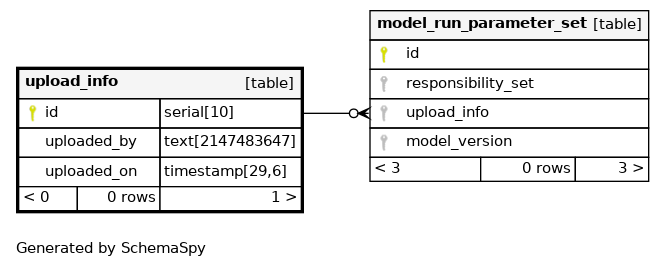 upload_info [table]
id serial[10]
uploaded_by text[2147483647]
uploaded_on timestamp[29,6]
< 0 0 rows 1 >
model_run_parameter_set [table]
id
responsibility_set
upload_info
model_version
< 3 0 rows 3 >
Generated by SchemaSpy